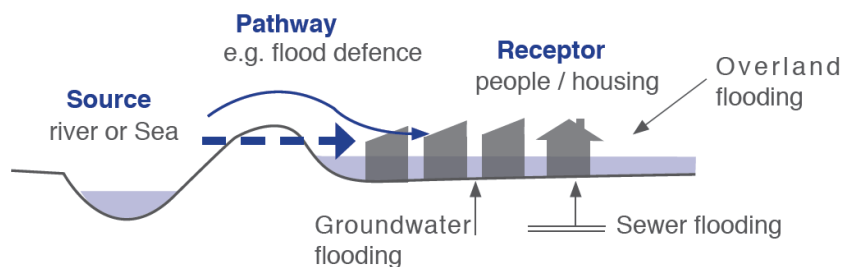 Pathway
e.g. flood defence
Receptor
people / housing
Overland
flooding
Source
river or Sea
Groundwater
flooding
Sewer flooding